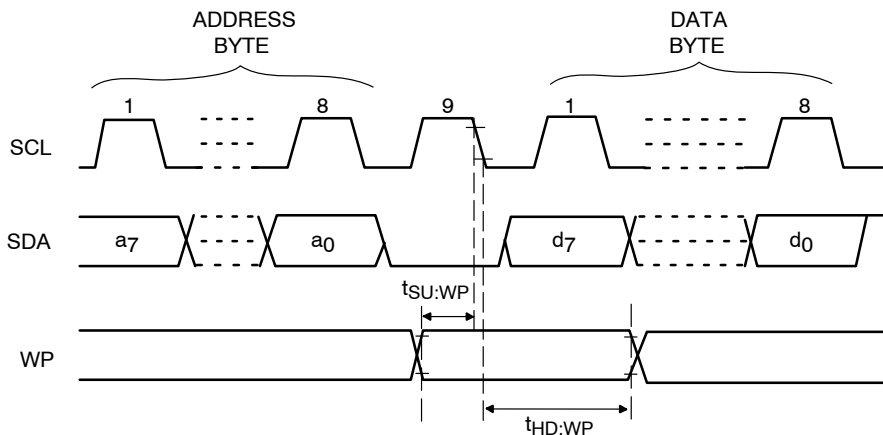 ADDRESS
BYTE
DATA
BYTE
1
8
9
1
8
SCL
SDA
a7
a0
d7
d0
tSU:WP
WP
tHD:WP